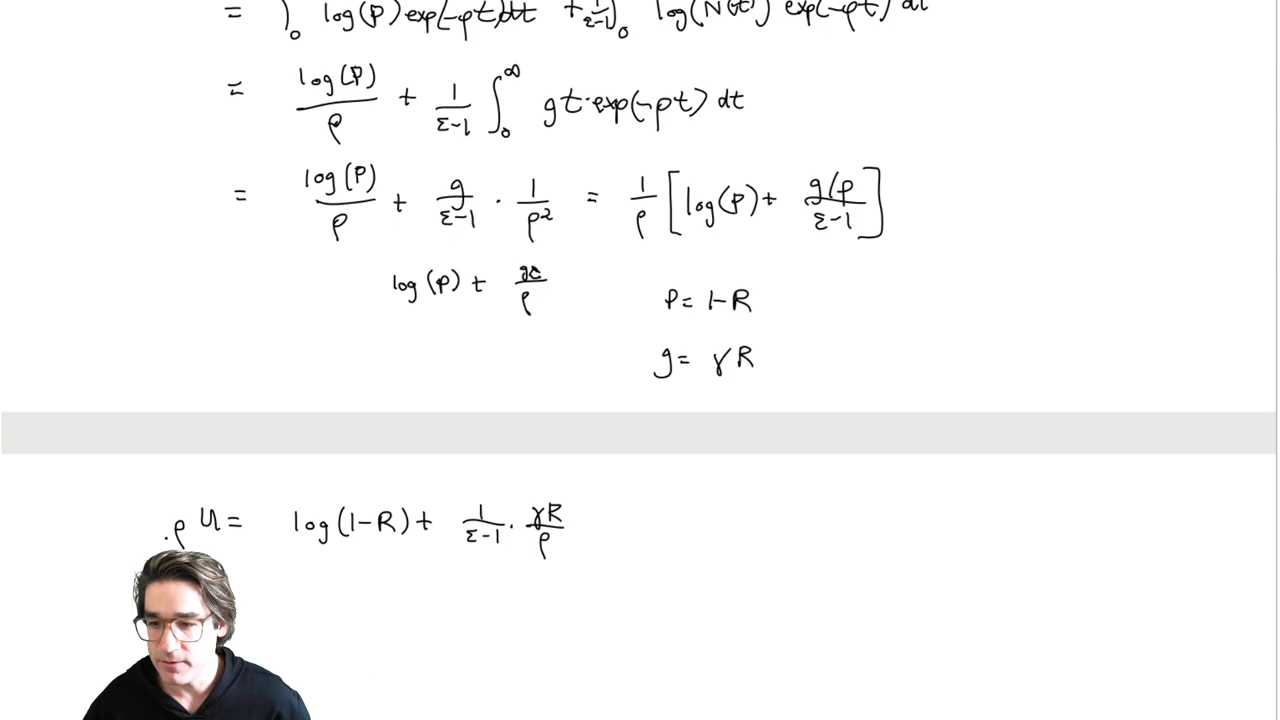 = ∫₀ log(P) exp(-ρt)dt + 1/(ε-1) ∫₀ log(N(t)) exp(-ρt) dt
= log(P)/ρ + 1/(ε-1) ∫₀^∞ gt·exp(-ρt) dt
= log(P)/ρ + g/(ε-1) · 1/ρ² = 1/ρ [log(P) + (g/ρ)/(ε-1)]
log(P) + /ρ
P = 1-R
g = γR
ρ U = log(1-R) + 1/(ε-1) · γR/ρ